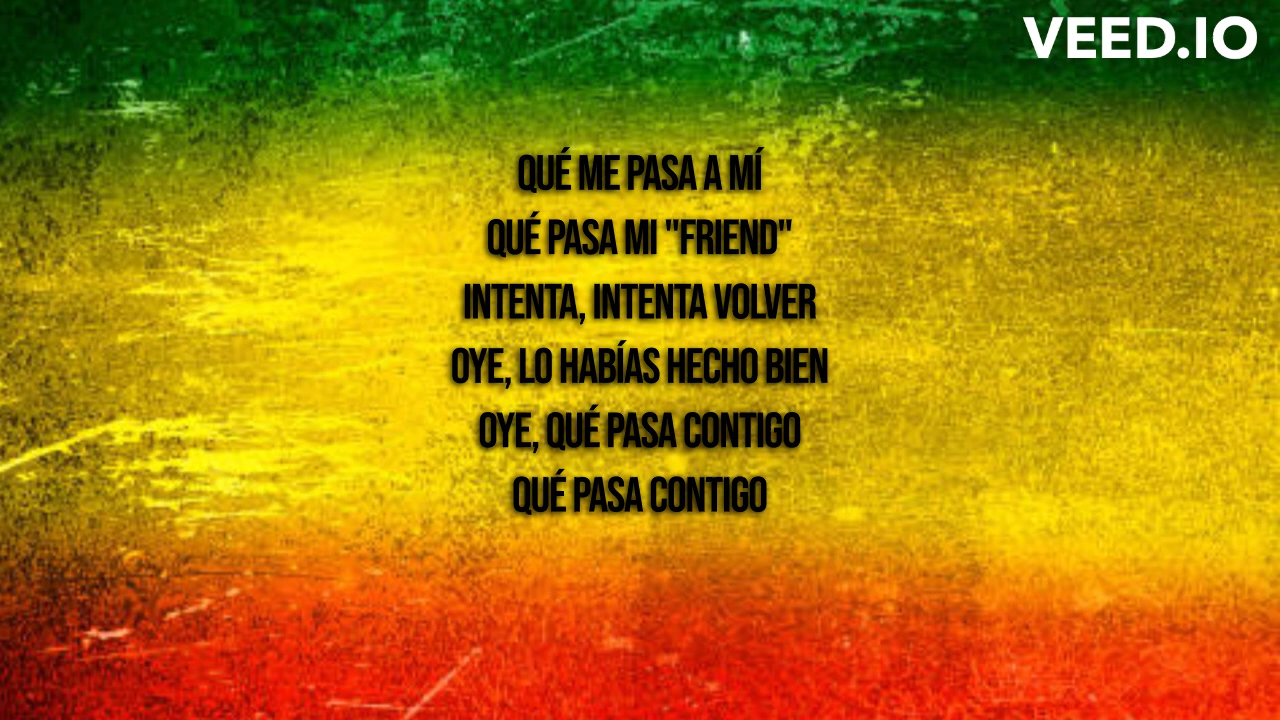 VEED.IO
QUÉ ME PASA A MÍ
QUÉ PASA MI "FRIEND"
INTENTA, INTENTA VOLVER
OYE, LO HABÍAS HECHO BIEN
OYE, QUÉ PASA CONTIGO
QUÉ PASA CONTIGO